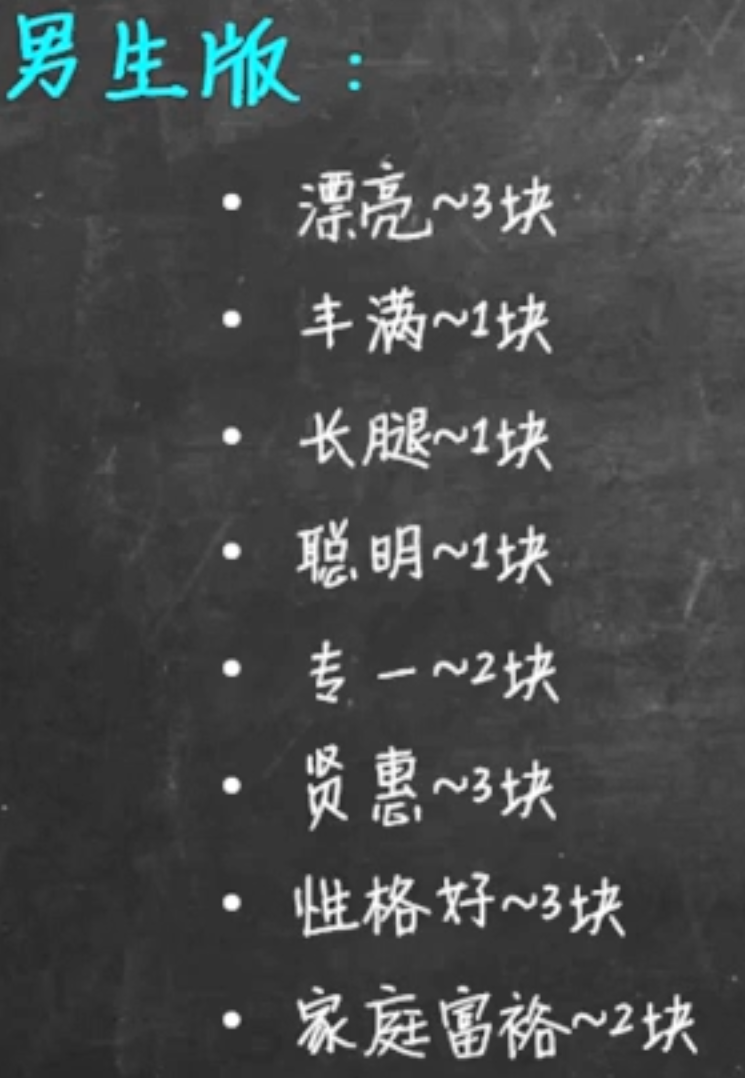 男生版：
• 漂亮~3块
• 丰满~1块
• 长腿~1块
• 聪明~1块
• 专一~2块
• 贤惠~3块
• 性格好~3块
• 家庭富裕~2块